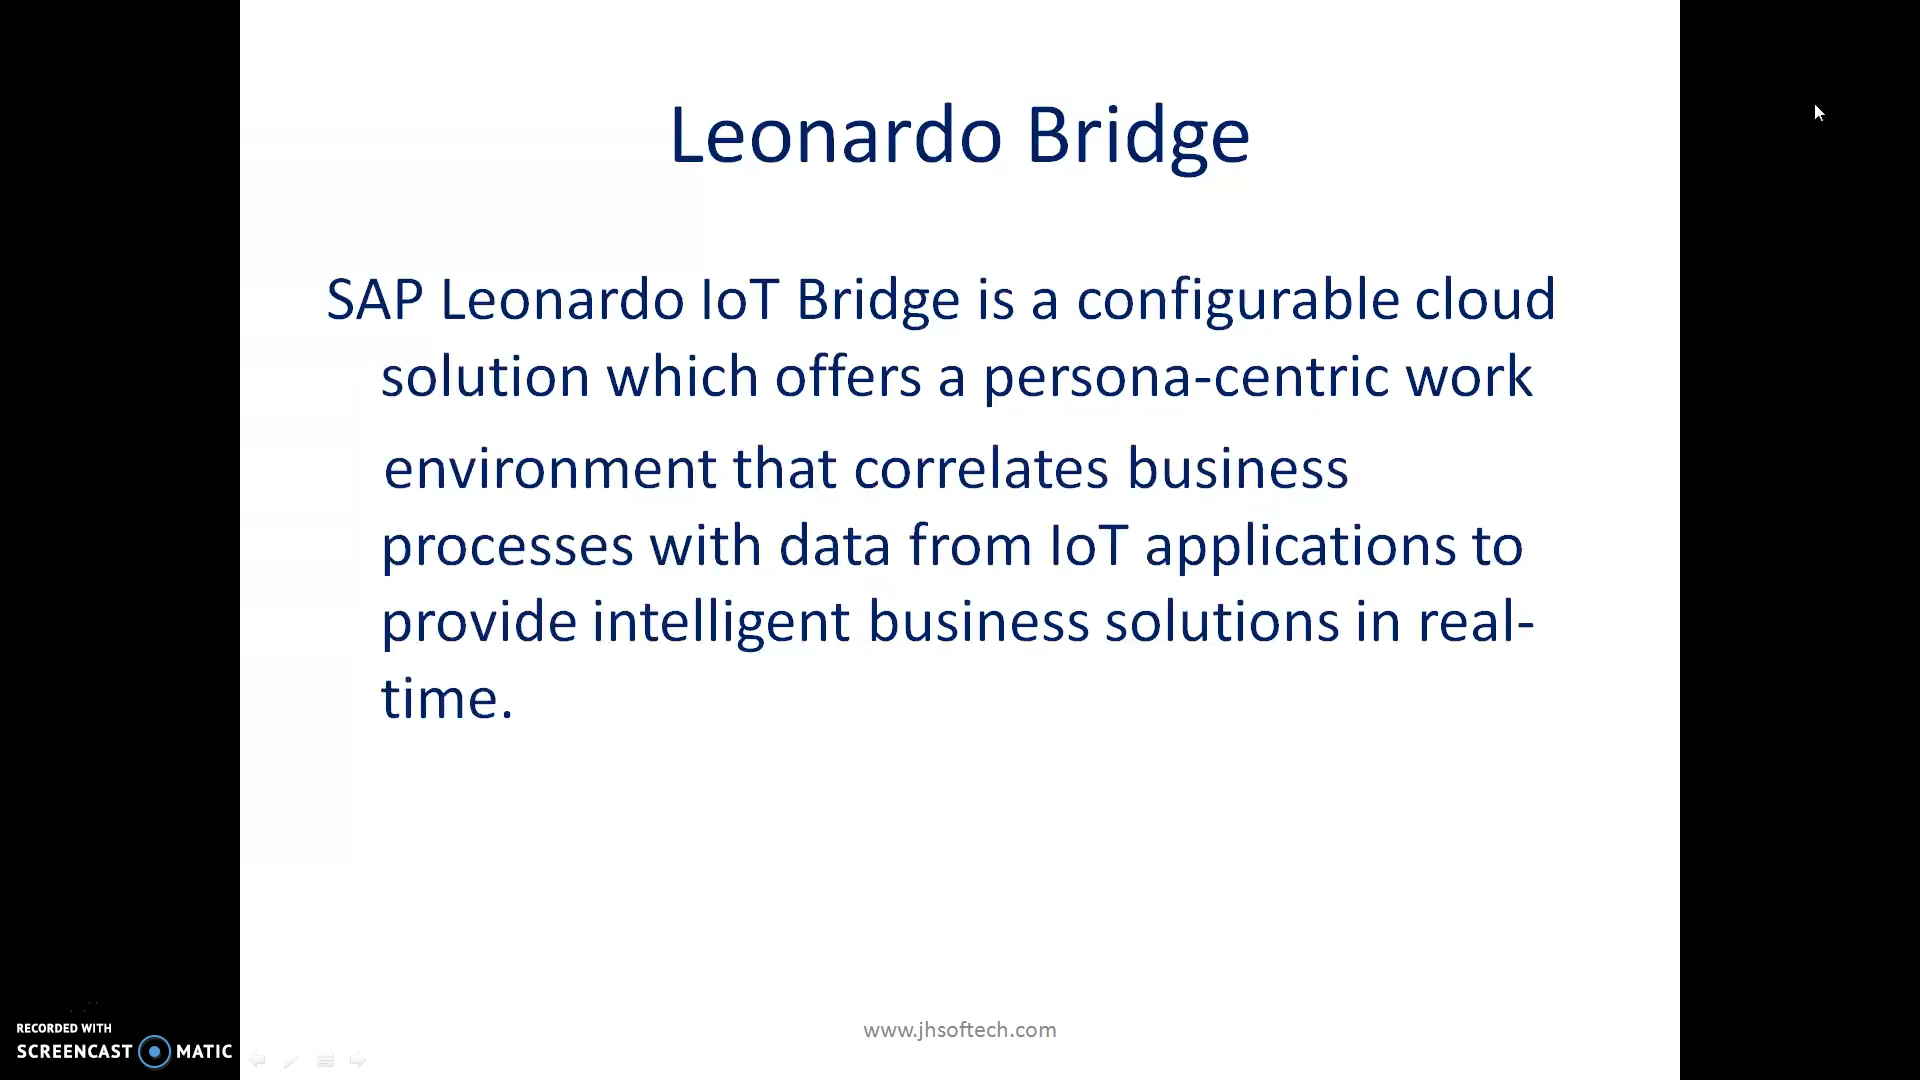 Leonardo Bridge
SAP Leonardo IoT Bridge is a configurable cloud
solution which offers a persona-centric work
environment that correlates business
processes with data from IoT applications to
provide intelligent business solutions in real-
time.
www.jhsoftech.com
RECORDED WITH
SCREENCAST MATIC